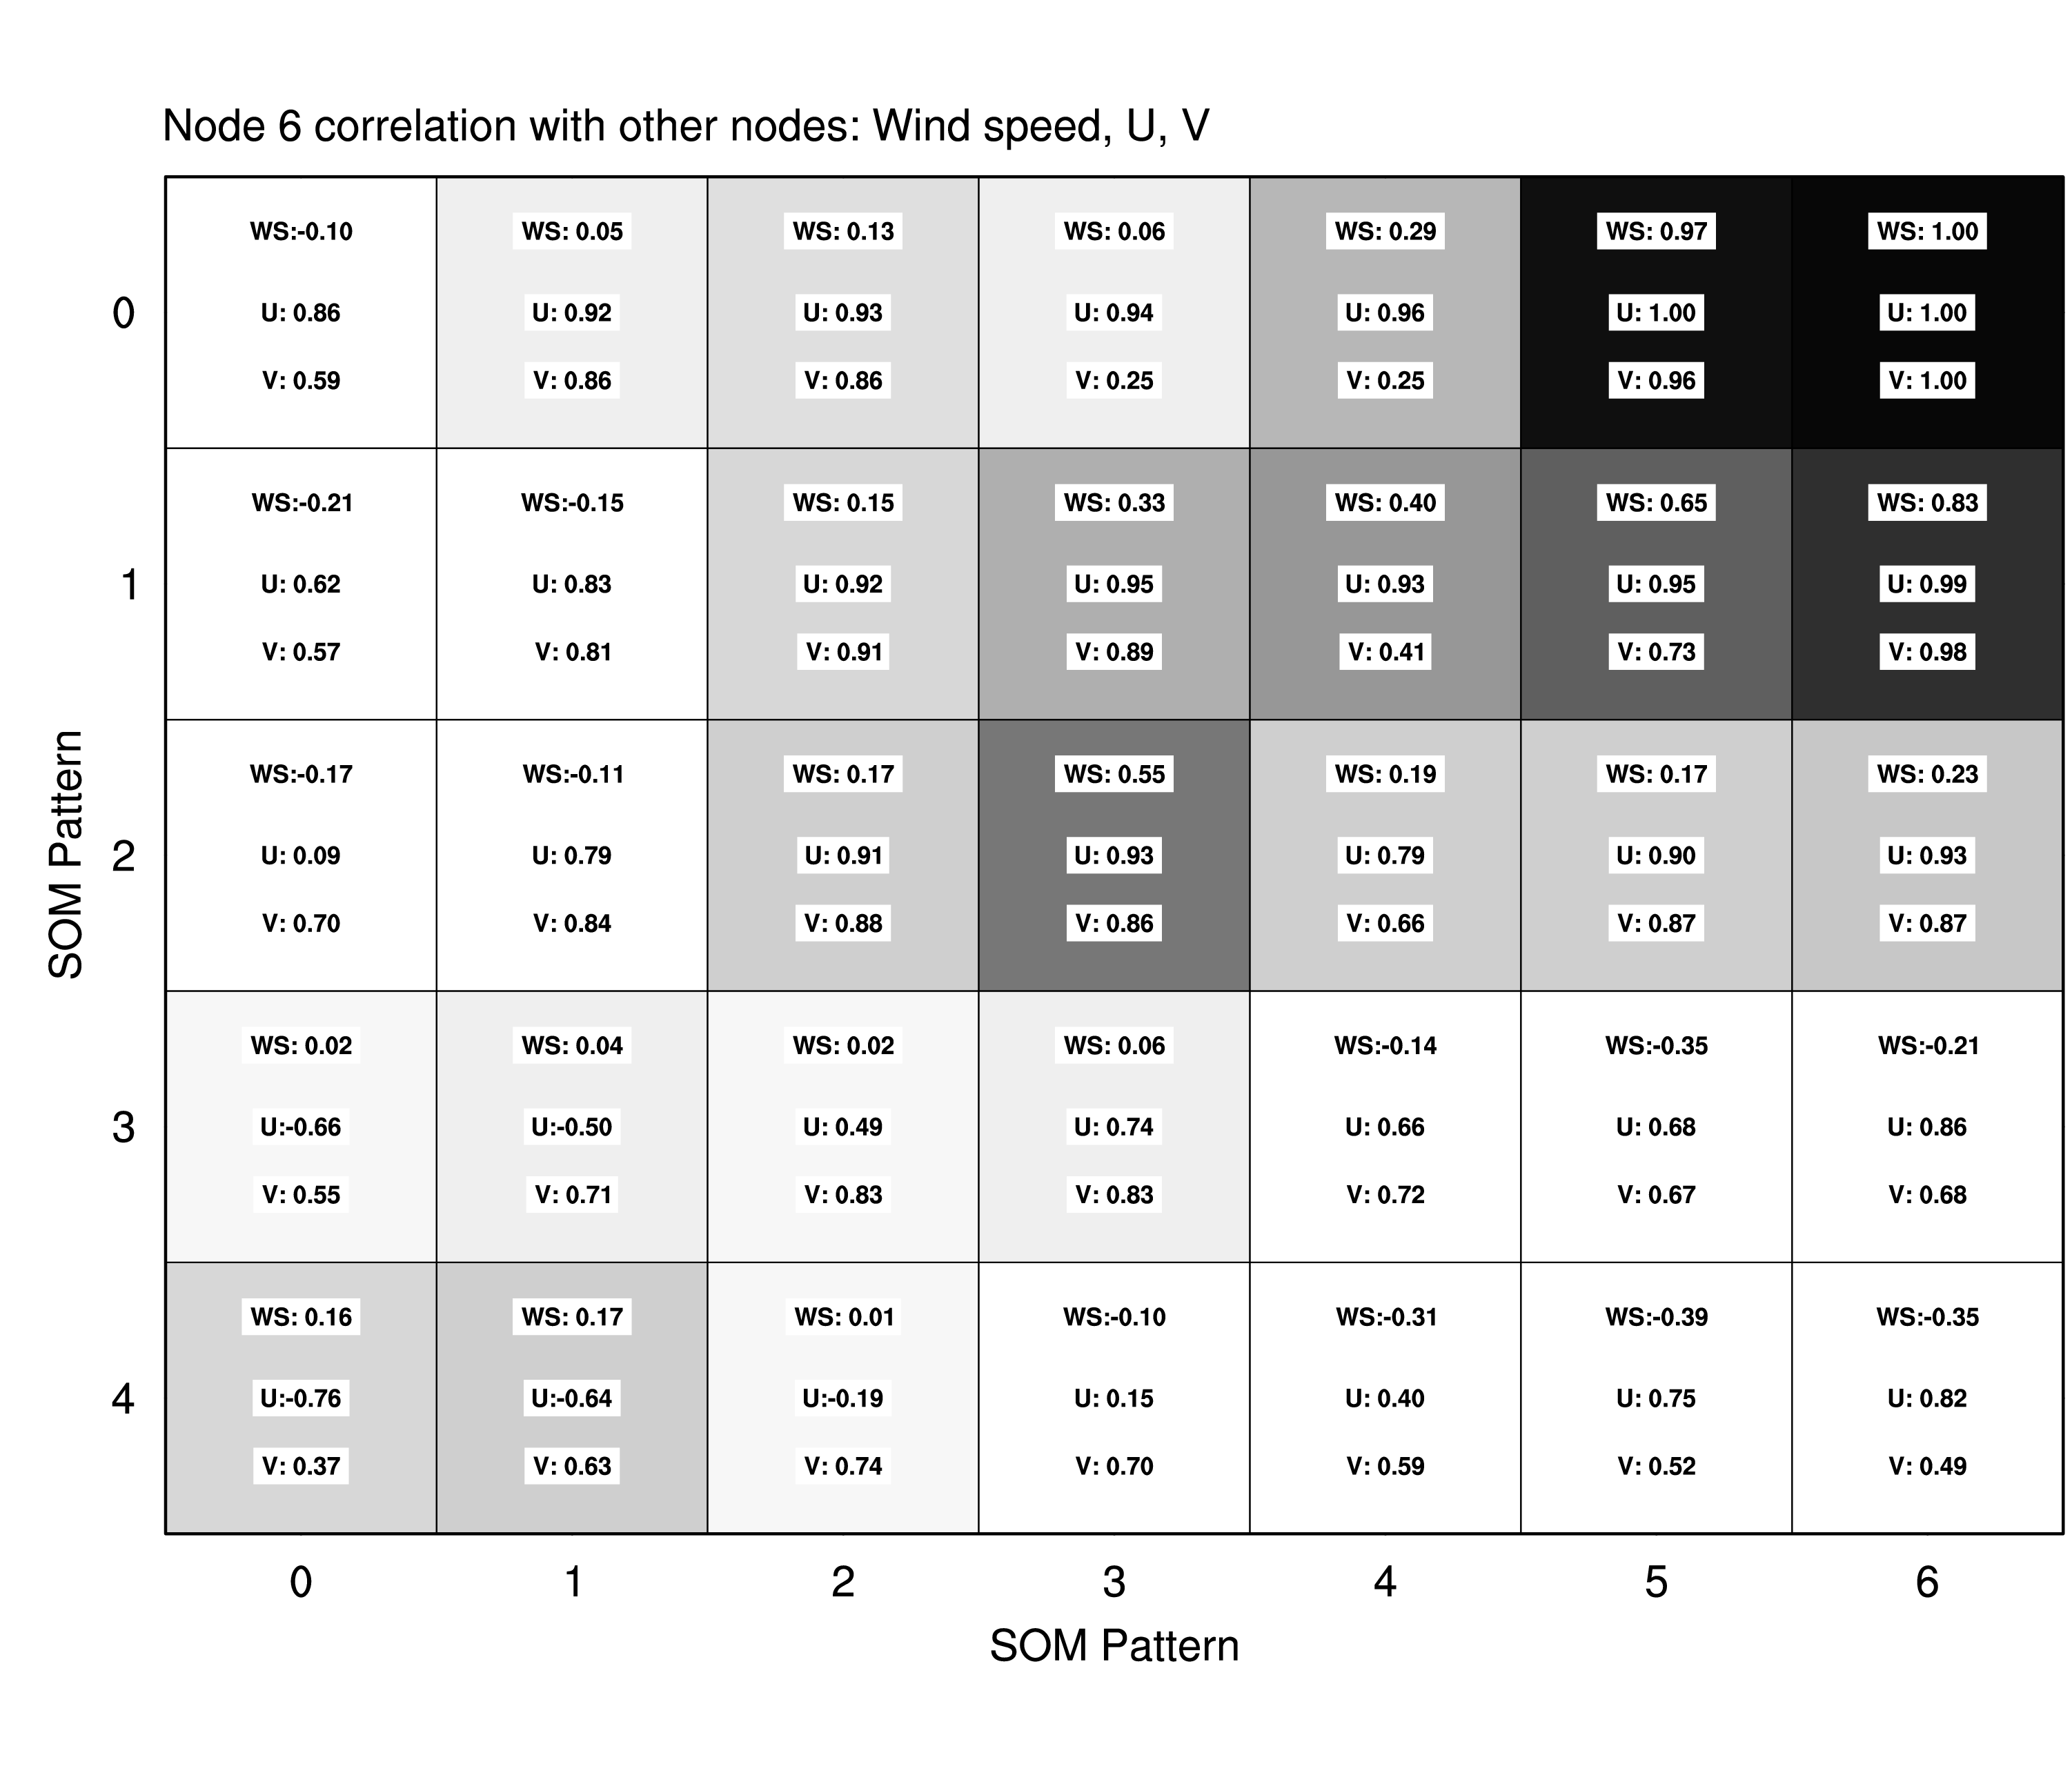 Node 6 correlation with other nodes: Wind speed, U, V
WS:-0.10 WS: 0.05 WS: 0.13 WS: 0.06 WS: 0.29 WS: 0.97 WS: 1.00
0 U: 0.86 U: 0.92 U: 0.93 U: 0.94 U: 0.96 U: 1.00 U: 1.00
V: 0.59 V: 0.86 V: 0.86 V: 0.25 V: 0.25 V: 0.96 V: 1.00
WS:-0.21 WS:-0.15 WS: 0.15 WS: 0.33 WS: 0.40 WS: 0.65 WS: 0.83
1 U: 0.62 U: 0.83 U: 0.92 U: 0.95 U: 0.93 U: 0.95 U: 0.99
V: 0.57 V: 0.81 V: 0.91 V: 0.89 V: 0.41 V: 0.73 V: 0.98
SOM Pattern
WS:-0.17 WS:-0.11 WS: 0.17 WS: 0.55 WS: 0.19 WS: 0.17 WS: 0.23
2 U: 0.09 U: 0.79 U: 0.91 U: 0.93 U: 0.79 U: 0.90 U: 0.93
V: 0.70 V: 0.84 V: 0.88 V: 0.86 V: 0.66 V: 0.87 V: 0.87
WS: 0.02 WS: 0.04 WS: 0.02 WS: 0.06 WS:-0.14 WS:-0.35 WS:-0.21
3 U:-0.66 U:-0.50 U: 0.49 U: 0.74 U: 0.66 U: 0.68 U: 0.86
V: 0.55 V: 0.71 V: 0.83 V: 0.83 V: 0.72 V: 0.67 V: 0.68
WS: 0.16 WS: 0.17 WS: 0.01 WS:-0.10 WS:-0.31 WS:-0.39 WS:-0.35
4 U:-0.76 U:-0.64 U:-0.19 U: 0.15 U: 0.40 U: 0.75 U: 0.82
V: 0.37 V: 0.63 V: 0.74 V: 0.70 V: 0.59 V: 0.52 V: 0.49
0 1 2 3 4 5 6
SOM Pattern